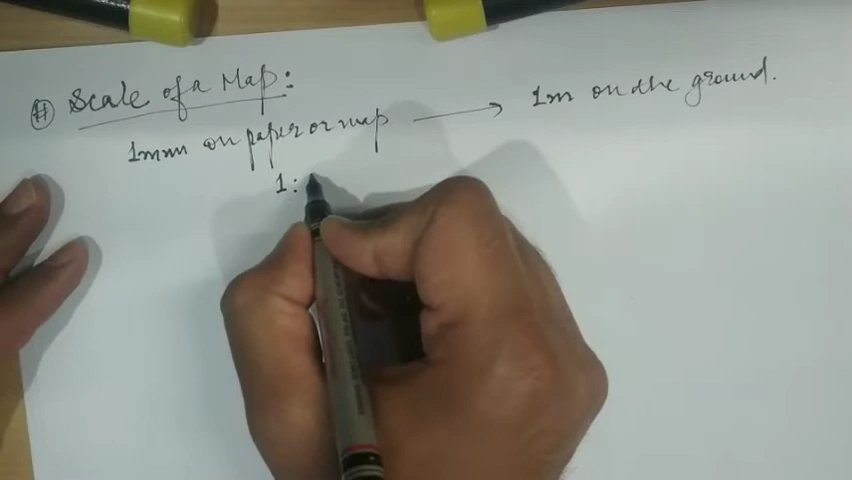 # Scale of a Map:
1mm on paper or map → 1m on the ground.
1: